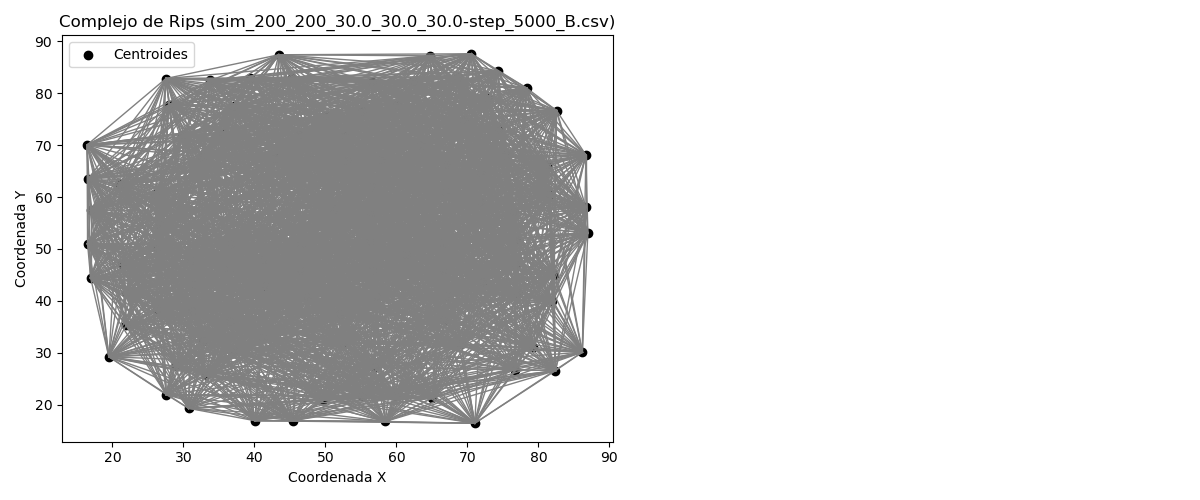 Complejo de Rips (sim_200_200_30.0_30.0_30.0-step_5000_B.csv)
Centroides
Coordenada Y
90
80
70
60
50
40
30
20
20 30 40 50 60 70 80 90
Coordenada X